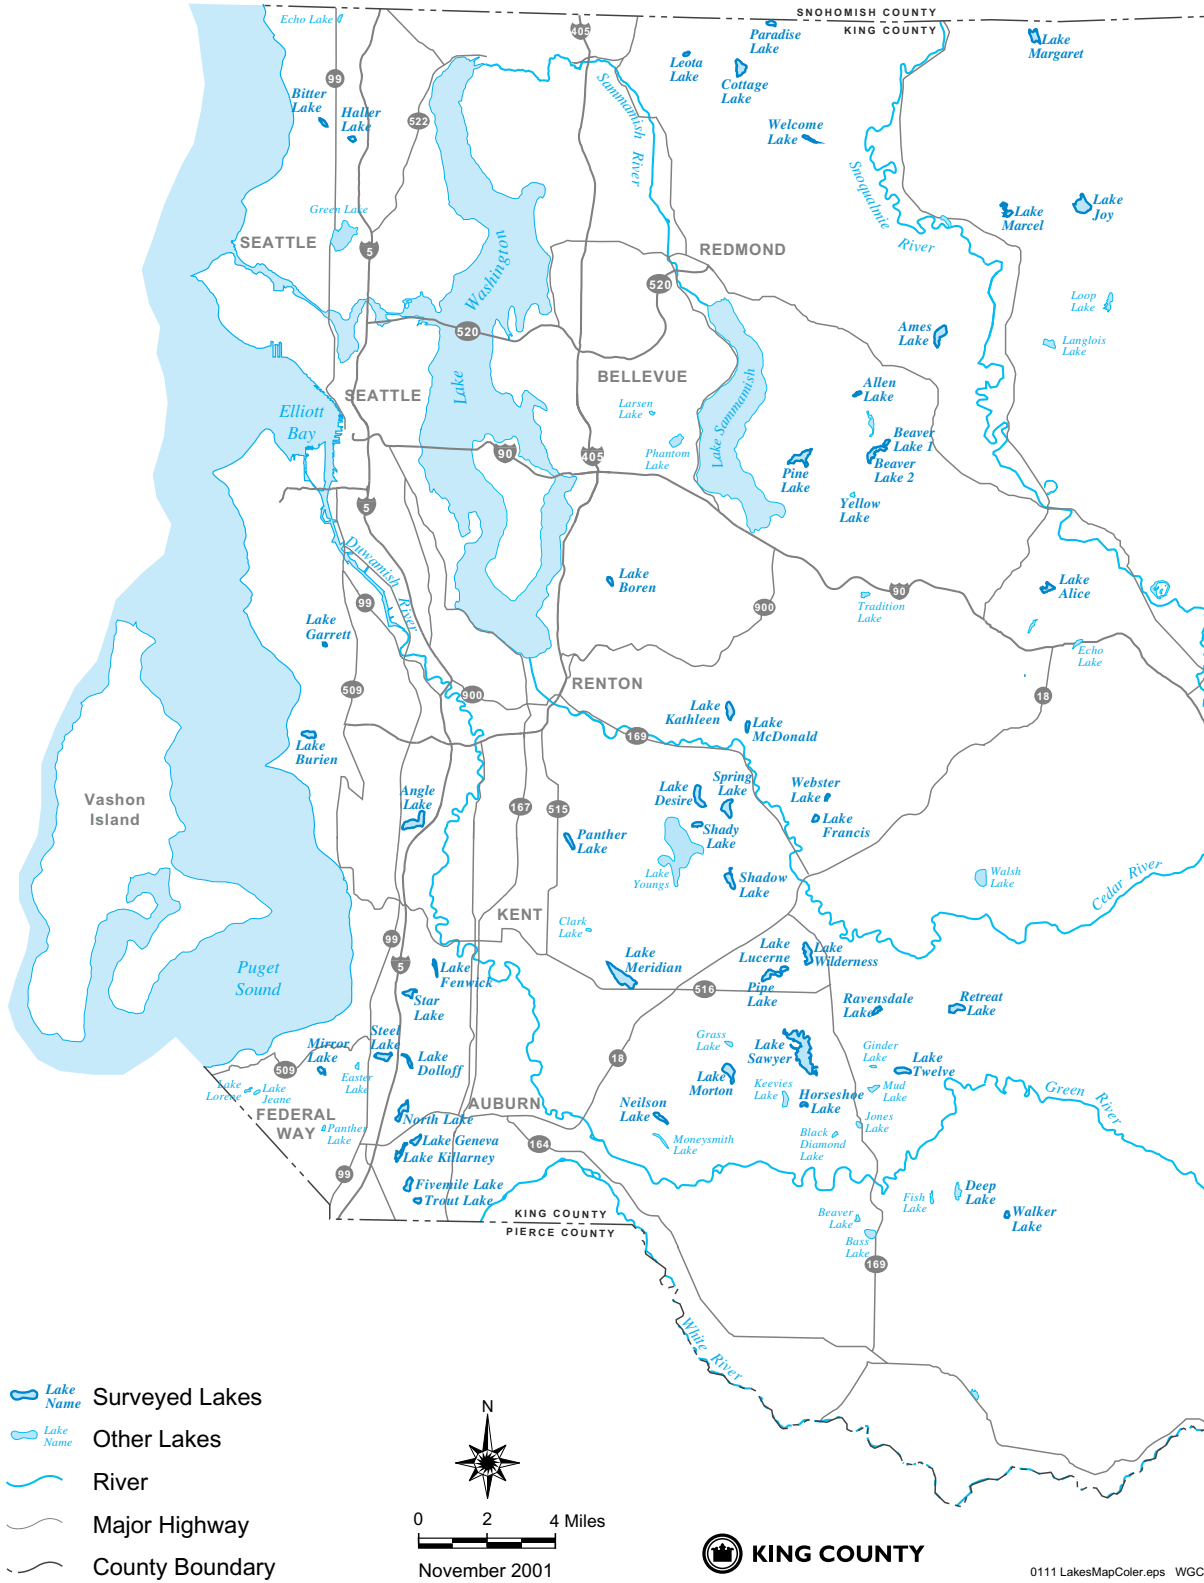 SNOHOMISH COUNTY
KING COUNTY
Echo Lake
405
Paradise
Lake
Lake
Margaret
Leota
Lake
Cottage
Lake
99
Bitter
Lake
Haller
Lake
522
Sammamish River
Welcome
Lake
Snoqualmie
River
Lake
Marcel
Lake
Joy
Green Lake
SEATTLE
5
Lake Washington
REDMOND
520
520
Loop
Lake
Langlois
Lake
Ames
Lake
BELLEVUE
SEATTLE
Larsen
Lake
Allen
Lake
Elliott
Bay
Phantom
Lake
Lake Sammamish
Beaver
Lake 1
Beaver
Lake 2
90
405
Pine
Lake
Yellow
Lake
5
Duwamish River
Lake
Boren
Lake
Alice
99
900
Tradition
Lake
90
Lake
Garrett
Echo
Lake
509
900
RENTON
18
Lake
Kathleen
Lake
McDonald
169
Lake
Burien
Vashon
Island
Angle
Lake
167
515
Panther
Lake
Lake
Desire
Spring
Lake
Webster
Lake
Lake
Francis
Shady
Lake
Lake
Youngs
Shadow
Lake
Walsh
Lake
Cedar River
KENT
Clark
Lake
99
5
Lake
Fenwick
Lake
Meridian
Lake
Lucerne
Lake
Wilderness
Pipe
Lake
516
Puget
Sound
Star
Lake
Ravensdale
Lake
Retreat
Lake
Mirror
Lake
Steel
Lake
Lake
Dolloff
509
Easter
Lake
Lake
Lorene
Lake
Jeane
18
Grass
Lake
Lake
Sawyer
Ginder
Lake
Lake
Twelve
Lake
Morton
Keevies
Lake
Horseshoe
Lake
Mud
Lake
Green
River
FEDERAL
WAY
Panther
Lake
North Lake
AUBURN
Neilson
Lake
Moneysmith
Lake
Black
Diamond
Lake
Jones
Lake
Lake Geneva
Lake Killarney
164
99
Fivemile Lake
Trout Lake
Fish
Lake
Deep
Lake
Walker
Lake
Beaver
Lake
Bass
Lake
KING COUNTY
PIERCE COUNTY
169
White River
Lake
Name
Surveyed Lakes
Lake
Name
Other Lakes
River
Major Highway
County Boundary
N
0 2 4 Miles
November 2001
KING COUNTY
0111 LakesMapColer.eps WGC